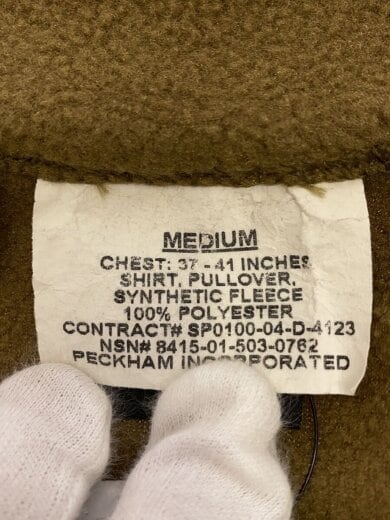 MEDIUM
CHEST: 37 - 41 INCHES
SHIRT, PULLOVER,
SYNTHETIC FLEECE
100% POLYESTER
CONTRACT# SP0100-04-D-4123
NSN# 8415-01-503-0762
PECKHAM INCORPORATED